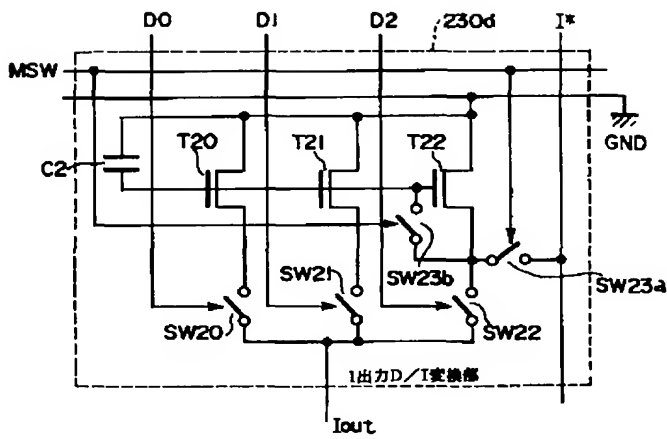 D0 D1 D2 230d I*
MSW
GND
C2 T20 T21 T22
SW23b
SW23a
SW21
SW20 SW22
1出力D/I変換部
Iout